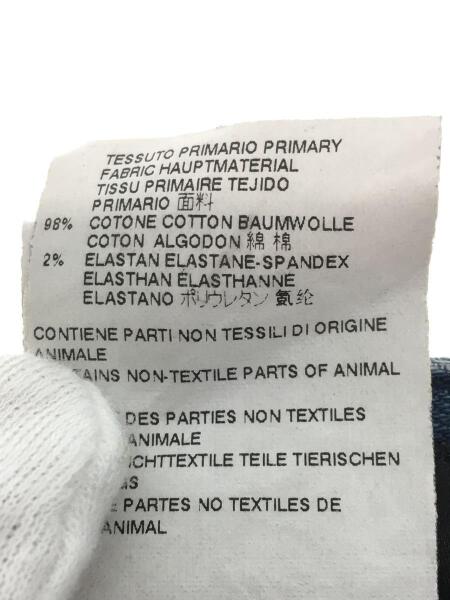 TESSUTO PRIMARIO PRIMARY
FABRIC HAUPTMATERIAL
TISSU PRIMAIRE TEJIDO
PRIMARIO 面料
98% COTONE COTTON BAUMWOLLE
COTON ALGODON 綿 棉
2% ELASTAN ELASTANE-SPANDEX
ELASTHAN ÉLASTHANNE
ELASTANO ポリウレタン 氨纶
CONTIENE PARTI NON TESSILI DI ORIGINE
ANIMALE
NON-TEXTILE PARTS OF ANIMAL
DES PARTIES NON TEXTILES
ANIMALE
TEILE TIERISCHEN
PARTES NO TEXTILES DE
ANIMAL